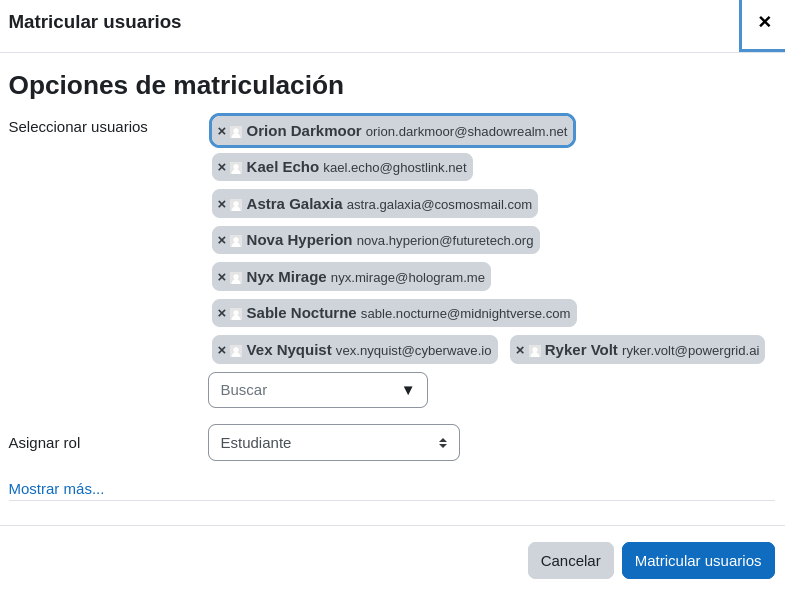 Matricular usuarios ×
Opciones de matriculación
Seleccionar usuarios
× Orion Darkmoor orion.darkmoor@shadowrealm.net
× Kael Echo kael.echo@ghostlink.net
× Astra Galaxia astra.galaxia@cosmosmail.com
× Nova Hyperion nova.hyperion@futuretech.org
× Nyx Mirage nyx.mirage@hologram.me
× Sable Nocturne sable.nocturne@midnightverse.com
× Vex Nyquist vex.nyquist@cyberwave.io × Ryker Volt ryker.volt@powergrid.ai
Buscar ▼
Asignar rol Estudiante
Mostrar más...
Cancelar Matricular usuarios